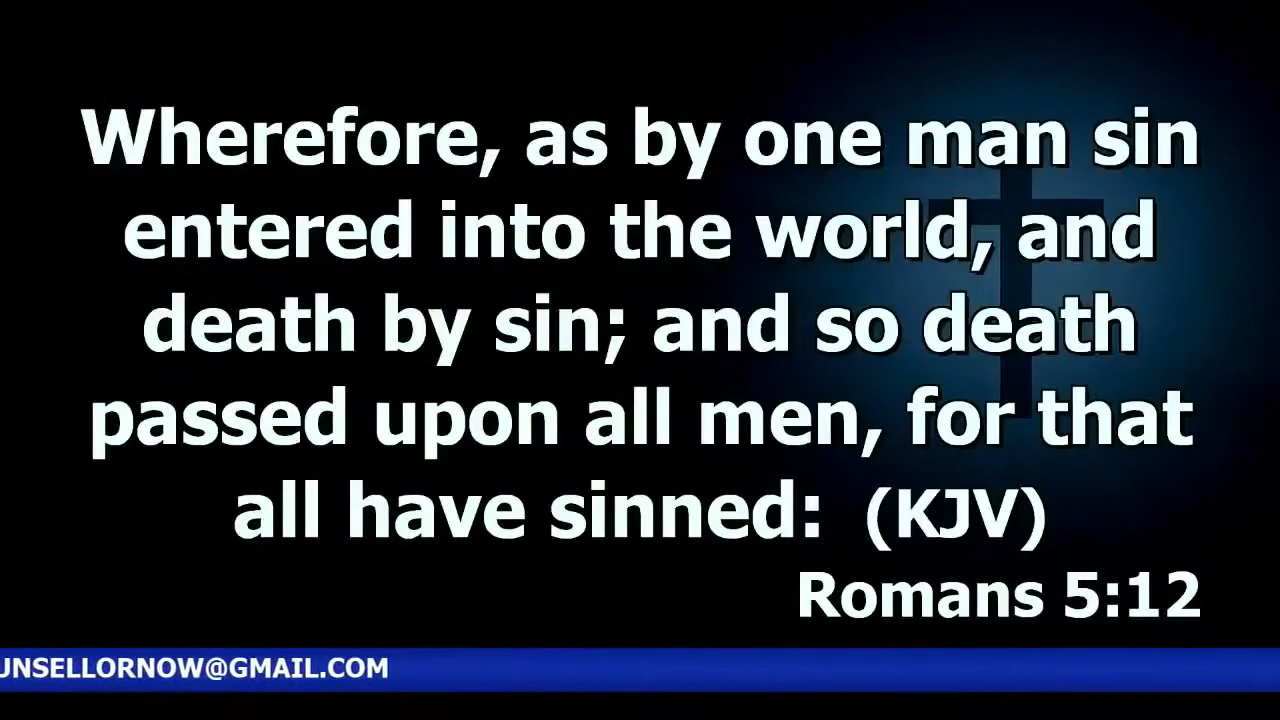 Wherefore, as by one man sin
entered into the world, and
death by sin; and so death
passed upon all men, for that
all have sinned: (KJV)
Romans 5:12
UNSELLORNOW@GMAIL.COM